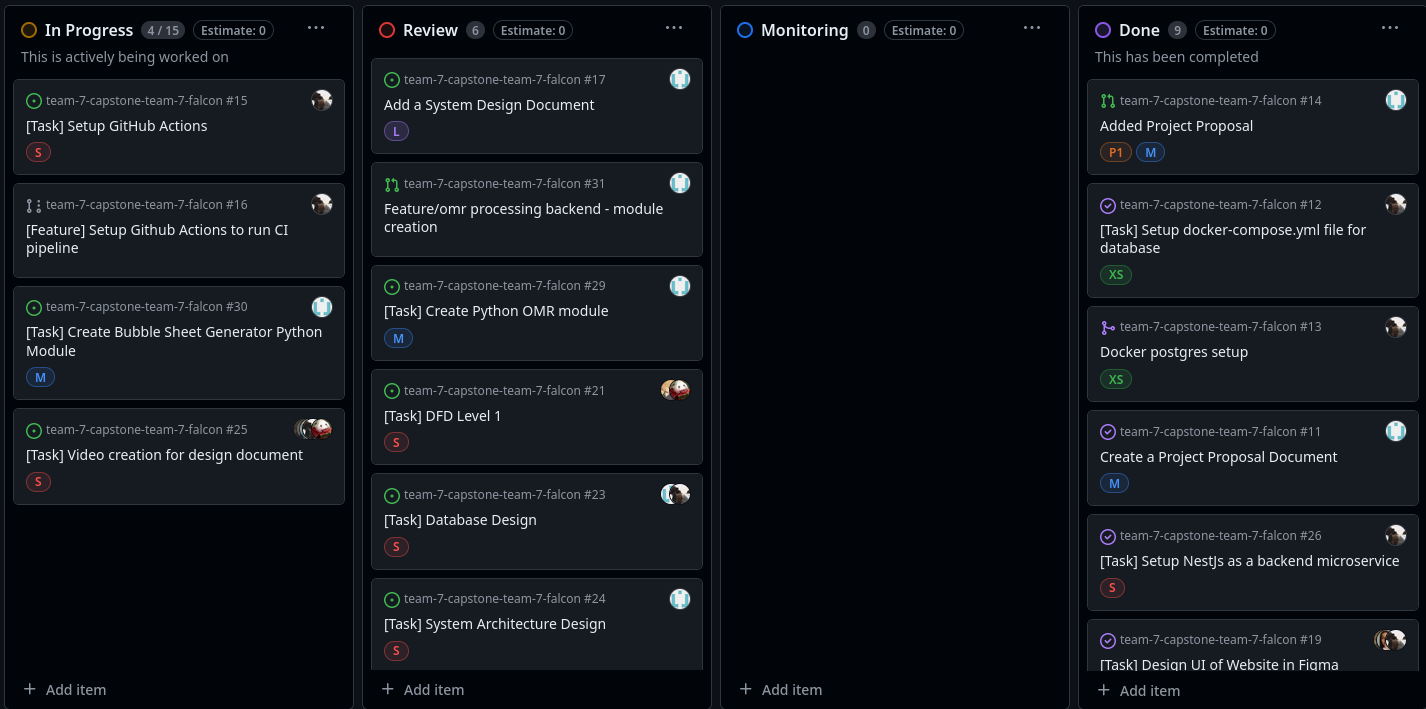 In Progress 4 / 15 Estimate: 0 ...
This is actively being worked on
team-7-capstone-team-7-falcon #15
[Task] Setup GitHub Actions
S
team-7-capstone-team-7-falcon #16
[Feature] Setup Github Actions to run CI
pipeline
team-7-capstone-team-7-falcon #30
[Task] Create Bubble Sheet Generator Python
Module
M
team-7-capstone-team-7-falcon #25
[Task] Video creation for design document
S
+ Add item
Review 6 Estimate: 0 ...
team-7-capstone-team-7-falcon #17
Add a System Design Document
L
team-7-capstone-team-7-falcon #31
Feature/omr processing backend - module
creation
team-7-capstone-team-7-falcon #29
[Task] Create Python OMR module
M
team-7-capstone-team-7-falcon #21
[Task] DFD Level 1
S
team-7-capstone-team-7-falcon #23
[Task] Database Design
S
team-7-capstone-team-7-falcon #24
[Task] System Architecture Design
S
+ Add item
Monitoring 0 Estimate: 0 ...
+ Add item
Done 9 Estimate: 0 ...
This has been completed
team-7-capstone-team-7-falcon #14
Added Project Proposal
P1 M
team-7-capstone-team-7-falcon #12
[Task] Setup docker-compose.yml file for
database
XS
team-7-capstone-team-7-falcon #13
Docker postgres setup
XS
team-7-capstone-team-7-falcon #11
Create a Project Proposal Document
M
team-7-capstone-team-7-falcon #26
[Task] Setup NestJs as a backend microservice
S
team-7-capstone-team-7-falcon #19
[Task] Design UI of Website in Figma
+ Add item